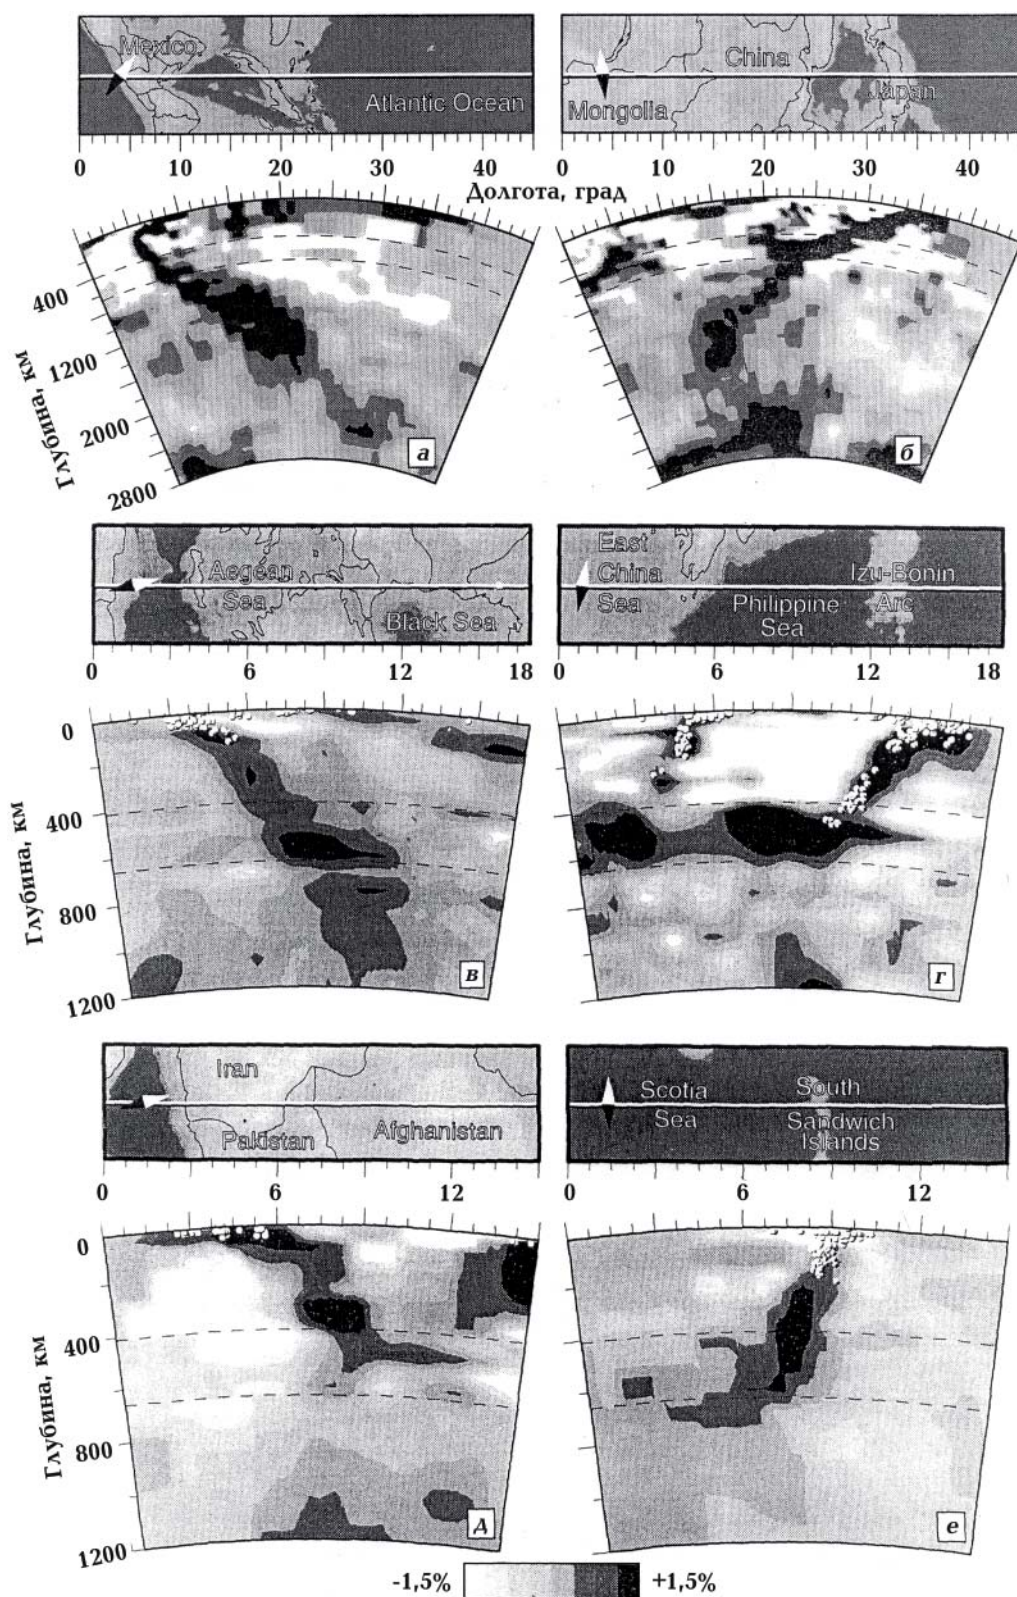 Mexico
Atlantic Ocean
China
Mongolia
Japan
0 10 20 30 40
0 10 20 30 40
Долгота, град
400
1200
2000
2800
Глубина, км
а
б
Aegean
Sea
Black Sea
East
China
Sea
Philippine
Sea
Izu-Bonin
Arc
0 6 12 18
0 6 12 18
0
400
800
1200
Глубина, км
в
г
Iran
Pakistan
Afghanistan
Scotia
Sea
South
Sandwich
Islands
0 6 12
0 6 12
0
400
800
1200
Глубина, км
д
е
-1,5%
+1,5%